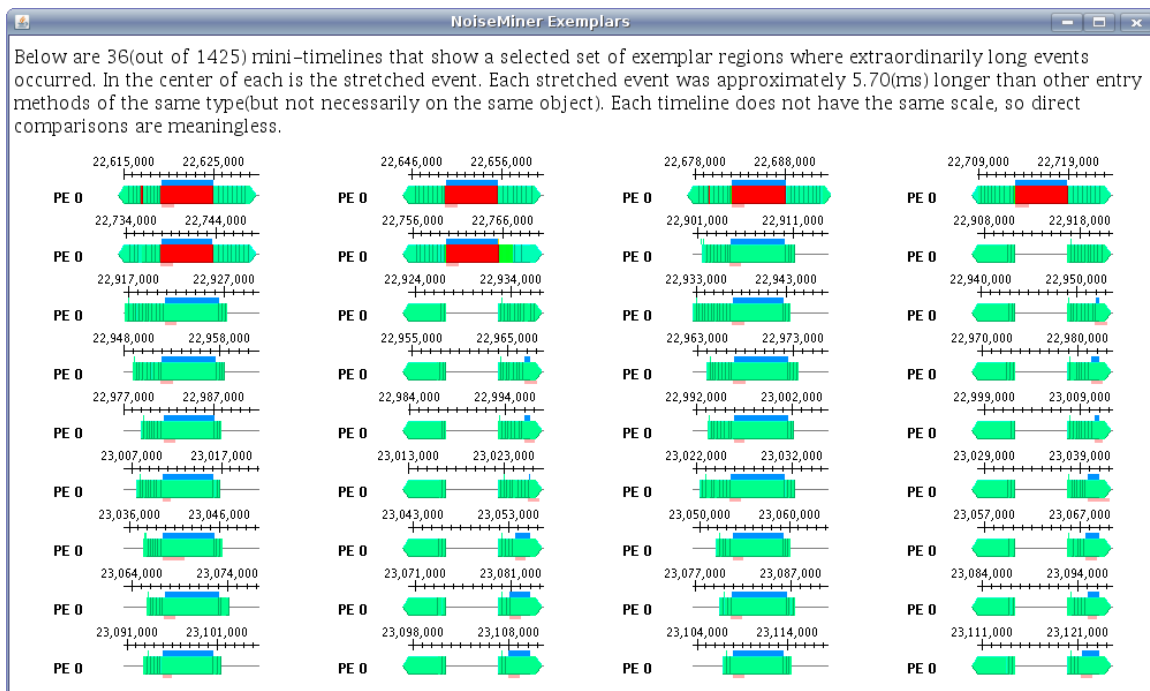 NoiseMiner Exemplars
Below are 36(out of 1425) mini-timelines that show a selected set of exemplar regions where extraordinarily long events
occurred. In the center of each is the stretched event. Each stretched event was approximately 5.70(ms) longer than other entry
methods of the same type(but not necessarily on the same object). Each timeline does not have the same scale, so direct
comparisons are meaningless.
22,615,000 22,625,000 22,646,000 22,656,000 22,678,000 22,688,000 22,709,000 22,719,000
PE 0 PE 0 PE 0 PE 0
22,734,000 22,744,000 22,756,000 22,766,000 22,901,000 22,911,000 22,908,000 22,918,000
PE 0 PE 0 PE 0 PE 0
22,917,000 22,927,000 22,924,000 22,934,000 22,933,000 22,943,000 22,940,000 22,950,000
PE 0 PE 0 PE 0 PE 0
22,948,000 22,958,000 22,955,000 22,965,000 22,963,000 22,973,000 22,970,000 22,980,000
PE 0 PE 0 PE 0 PE 0
22,977,000 22,987,000 22,984,000 22,994,000 22,992,000 23,002,000 22,999,000 23,009,000
PE 0 PE 0 PE 0 PE 0
23,007,000 23,017,000 23,013,000 23,023,000 23,022,000 23,032,000 23,029,000 23,039,000
PE 0 PE 0 PE 0 PE 0
23,036,000 23,046,000 23,043,000 23,053,000 23,050,000 23,060,000 23,057,000 23,067,000
PE 0 PE 0 PE 0 PE 0
23,064,000 23,074,000 23,071,000 23,081,000 23,077,000 23,087,000 23,084,000 23,094,000
PE 0 PE 0 PE 0 PE 0
23,091,000 23,101,000 23,098,000 23,108,000 23,104,000 23,114,000 23,111,000 23,121,000
PE 0 PE 0 PE 0 PE 0